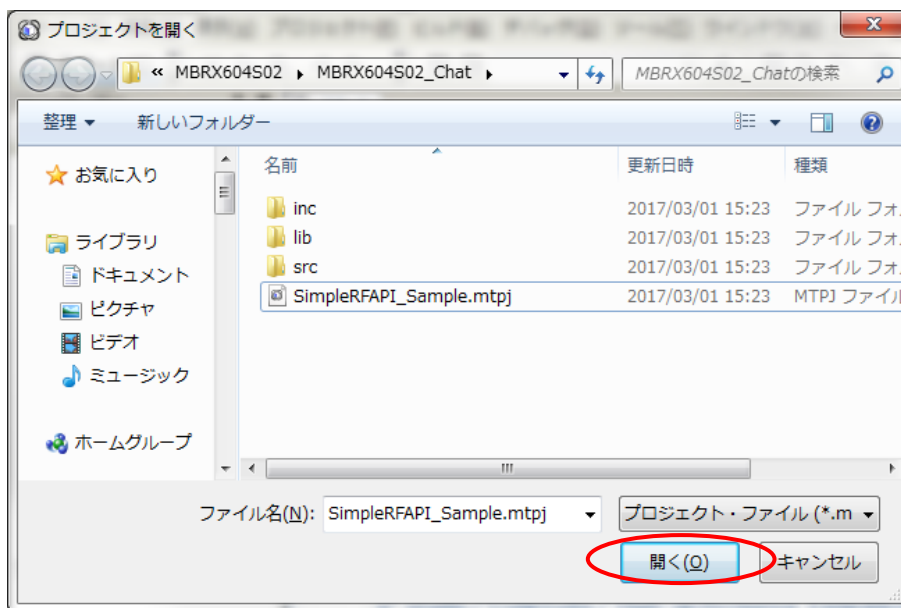 プロジェクトを開く
« MBRX604S02 ▸ MBRX604S02_Chat ▸
MBRX604S02_Chatの検索
整理 ▼ 新しいフォルダー
お気に入り
ライブラリ
ドキュメント
ピクチャ
ビデオ
ミュージック
ホームグループ
名前 更新日時 種類
inc 2017/03/01 15:23 ファイル フォ
lib 2017/03/01 15:23 ファイル フォ
src 2017/03/01 15:23 ファイル フォ
SimpleRFAPI_Sample.mtpj 2017/03/01 15:23 MTPJ ファイル
ファイル名(N): SimpleRFAPI_Sample.mtpj プロジェクト・ファイル (*.m
開く(O) キャンセル